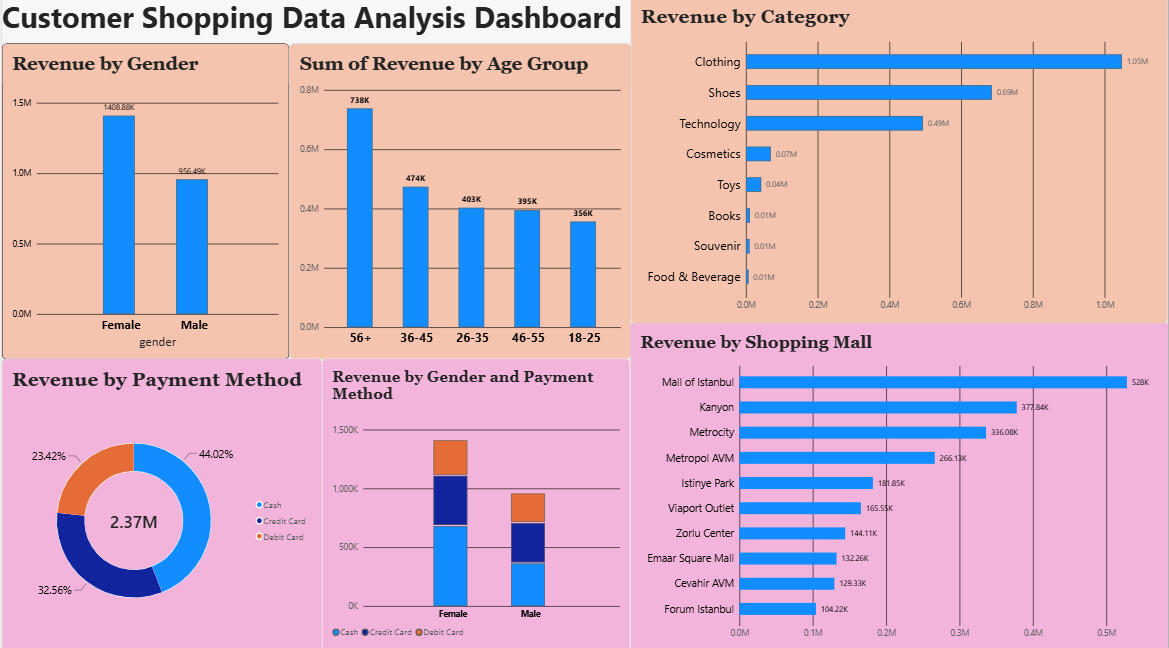 Customer Shopping Data Analysis Dashboard
Revenue by Gender
1.5M
1.0M
0.5M
0.0M
1408.88K
956.49K
Female
Male
gender
Sum of Revenue by Age Group
0.8M
0.6M
0.4M
0.2M
0.0M
738K
474K
403K
395K
356K
56+
36-45
26-35
46-55
18-25
Revenue by Category
Clothing
1.05M
Shoes
0.69M
Technology
0.49M
Cosmetics
0.07M
Toys
0.04M
Books
0.01M
Souvenir
0.01M
Food & Beverage
0.01M
0.0M
0.2M
0.4M
0.6M
0.8M
1.0M
Revenue by Payment Method
23.42%
44.02%
2.37M
32.56%
Cash
Credit Card
Debit Card
Revenue by Gender and Payment
Method
1,500K
1,000K
500K
0K
Female
Male
Cash
Credit Card
Debit Card
Revenue by Shopping Mall
Mall of Istanbul
528K
Kanyon
377.84K
Metrocity
336.08K
Metropol AVM
266.13K
Istinye Park
181.85K
Viaport Outlet
165.55K
Zorlu Center
144.11K
Emaar Square Mall
132.26K
Cevahir AVM
129.33K
Forum Istanbul
104.22K
0.0M
0.1M
0.2M
0.3M
0.4M
0.5M